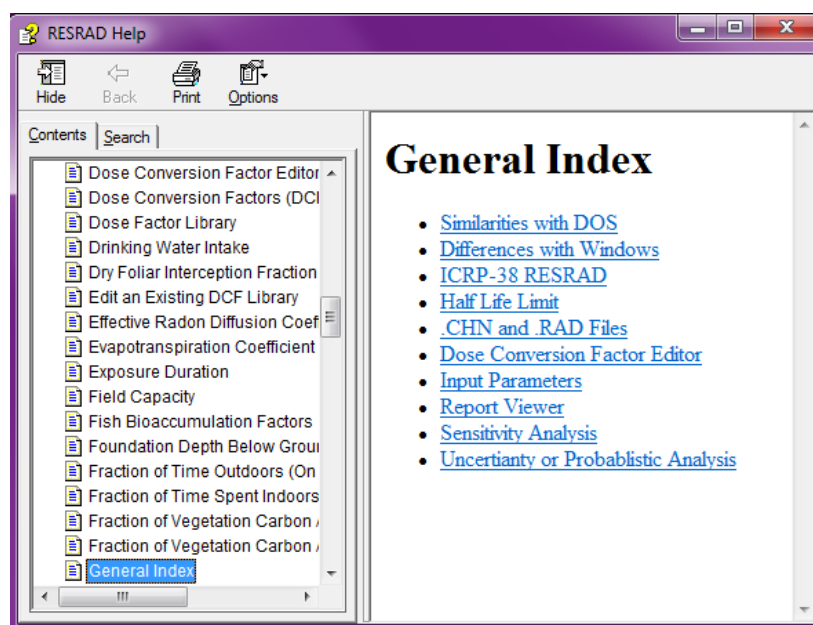 RESRAD Help
Hide Back Print Options
Contents Search
Dose Conversion Factor Editor
Dose Conversion Factors (DCI
Dose Factor Library
Drinking Water Intake
Dry Foliar Interception Fraction
Edit an Existing DCF Library
Effective Radon Diffusion Coef
Evapotranspiration Coefficient
Exposure Duration
Field Capacity
Fish Bioaccumulation Factors
Foundation Depth Below Groun
Fraction of Time Outdoors (On
Fraction of Time Spent Indoors
Fraction of Vegetation Carbon
Fraction of Vegetation Carbon
General Index
General Index
• Similarities with DOS
• Differences with Windows
• ICRP-38 RESRAD
• Half Life Limit
• .CHN and .RAD Files
• Dose Conversion Factor Editor
• Input Parameters
• Report Viewer
• Sensitivity Analysis
• Uncertianty or Probablistic Analysis